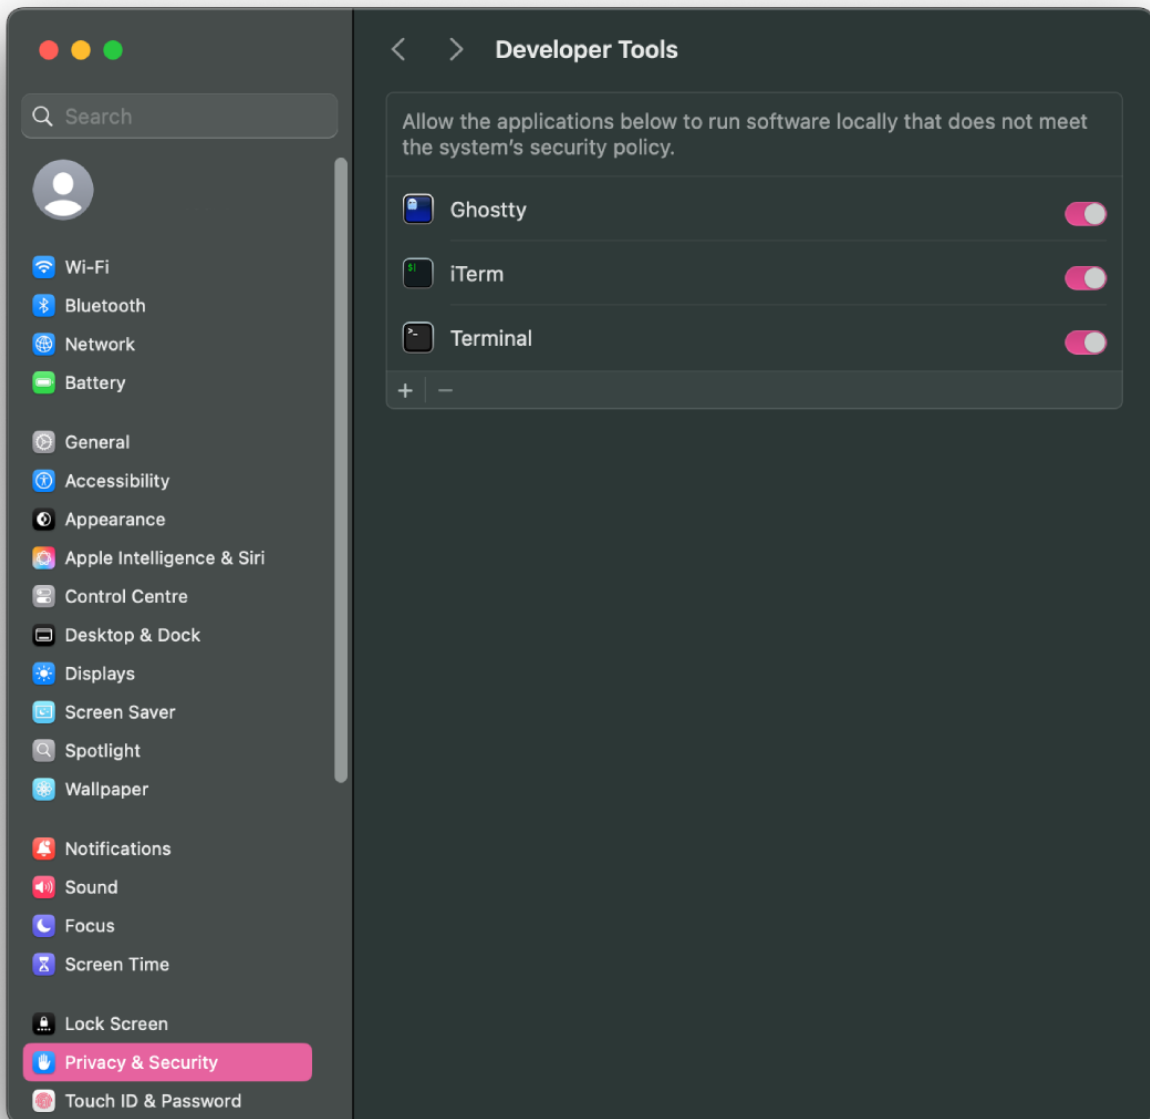 Developer Tools
Search
Allow the applications below to run software locally that does not meet
the system’s security policy.
Ghostty
iTerm
Terminal
Wi-Fi
Bluetooth
Network
Battery
General
Accessibility
Appearance
Apple Intelligence & Siri
Control Centre
Desktop & Dock
Displays
Screen Saver
Spotlight
Wallpaper
Notifications
Sound
Focus
Screen Time
Lock Screen
Privacy & Security
Touch ID & Password